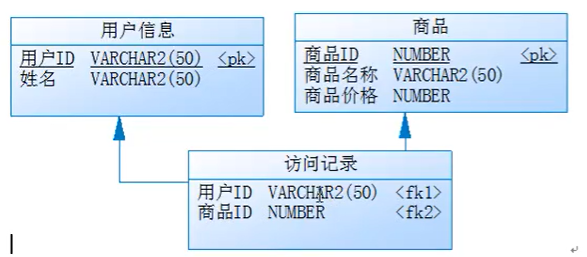 用户信息
用户ID VARCHAR2(50) <pk>
姓名 VARCHAR2(50)
商品
商品ID NUMBER <pk>
商品名称 VARCHAR2(50)
商品价格 NUMBER
访问记录
用户ID VARCHAR2(50) <fk1>
商品ID NUMBER <fk2>